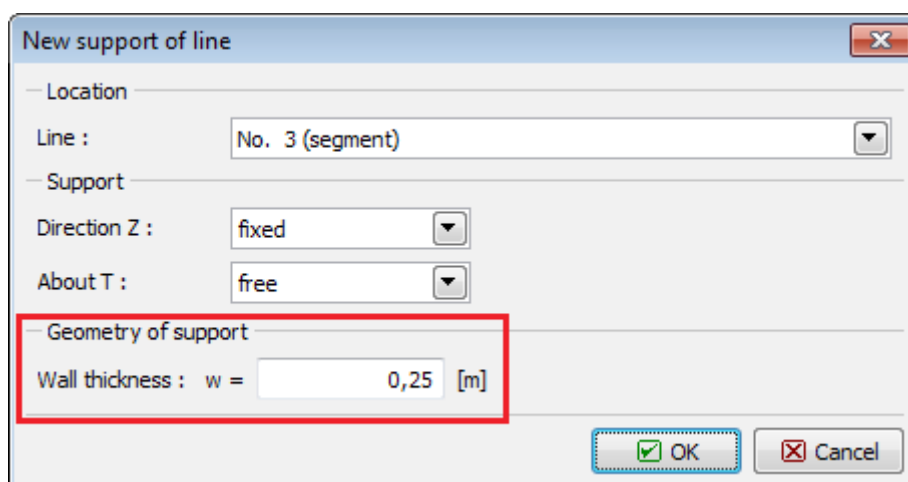 New support of line
Location
Line : No. 3 (segment)
Support
Direction Z : fixed
About T : free
Geometry of support
Wall thickness : w = 0,25 [m]
OK Cancel